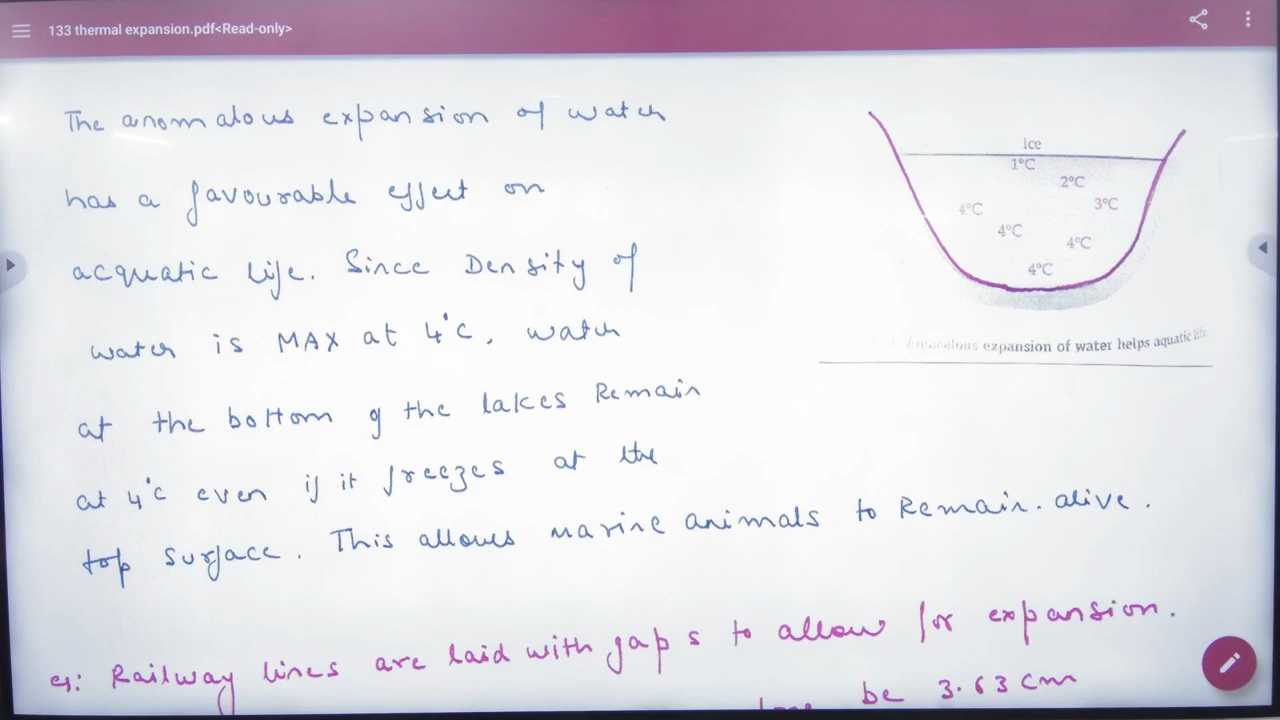 133 thermal expansion.pdf<Read-only>
The anomalous expansion of water
has a favourable effect on
acquatic life. Since Density of
water is MAX at 4°C, water
at the bottom of the lakes Remain
at 4°C even if it freezes at the
top surface. This allows marine animals to Remain. alive.
Ice
1°C
2°C
4°C 3°C
4°C 4°C
4°C
Anomalous expansion of water helps aquatic life
eg: Railway lines are laid with gaps to allow for expansion.
be 3.63 cm